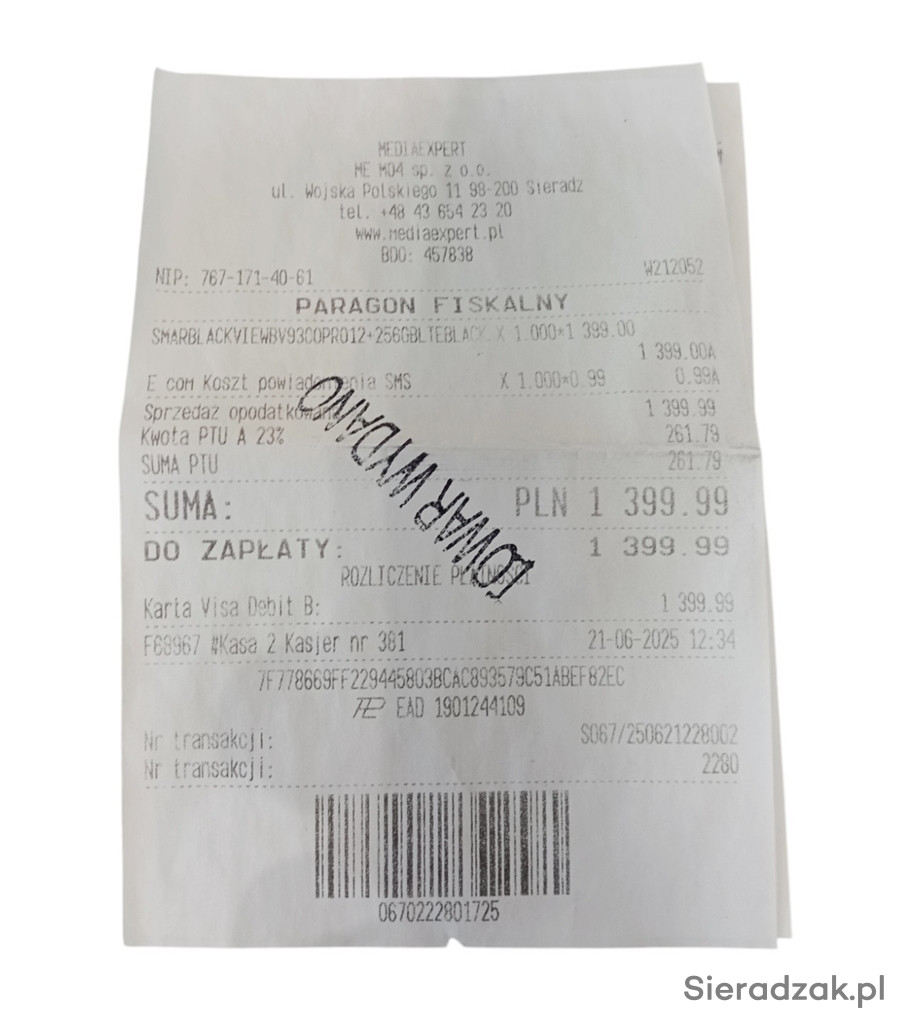 MEDIAEXPERT
ME M04 sp. z o.o.
ul. Wojska Polskiego 11 98-200 Sieradz
tel. +48 43 654 23 20
www.mediaexpert.pl
BDO: 457838
NIP: 767-171-40-61 W212052
PARAGON FISKALNY
SMARBLACKVIEWBV93COPRO12+256GBLTEBLACK X 1.000*1 399.00
1 399.00A
E com Koszt powiadomienia SMS X 1.000*0.99 0.99A
Sprzedaż opodatkowana 1 399.99
Kwota PTU A 23% 261.79
SUMA PTU 261.79
SUMA: PLN 1 399.99
DO ZAPŁATY: 1 399.99
ROZLICZENIE PŁATNOŚCI
TOWAR WYDANO
Karta Visa Debit B: 1 399.99
F68967 #Kasa 2 Kasjer nr 381 21-06-2025 12:34
7F778669FF229445803BCAC893579C51ABEF82EC
EAD 1901244109
Nr transakcji: S067/250621228002
Nr transakcji: 2280
0670222801725
Sieradzak.pl